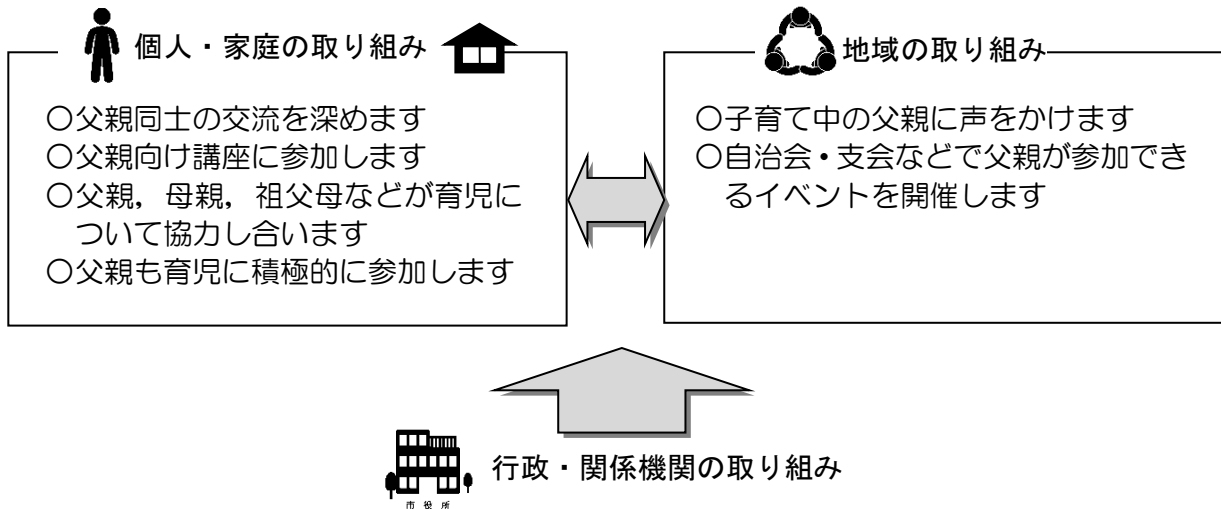 個人・家庭の取り組み
○父親同士の交流を深めます
○父親向け講座に参加します
○父親，母親，祖父母などが育児に
ついて協力し合います
○父親も育児に積極的に参加します
地域の取り組み
○子育て中の父親に声をかけます
○自治会・支会などで父親が参加でき
るイベントを開催します
行政・関係機関の取り組み
市役所